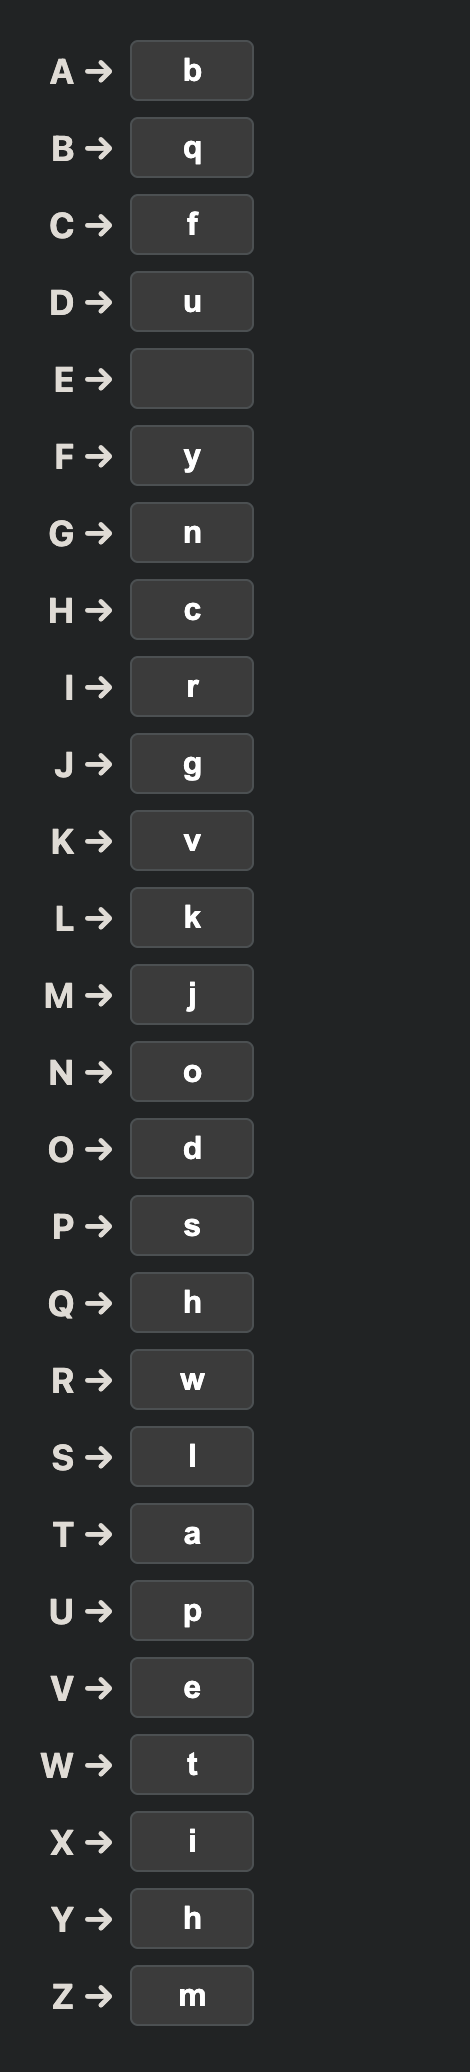 A → b
B → q
C → f
D → u
E →
F → y
G → n
H → c
I → r
J → g
K → v
L → k
M → j
N → o
O → d
P → s
Q → h
R → w
S → l
T → a
U → p
V → e
W → t
X → i
Y → h
Z → m